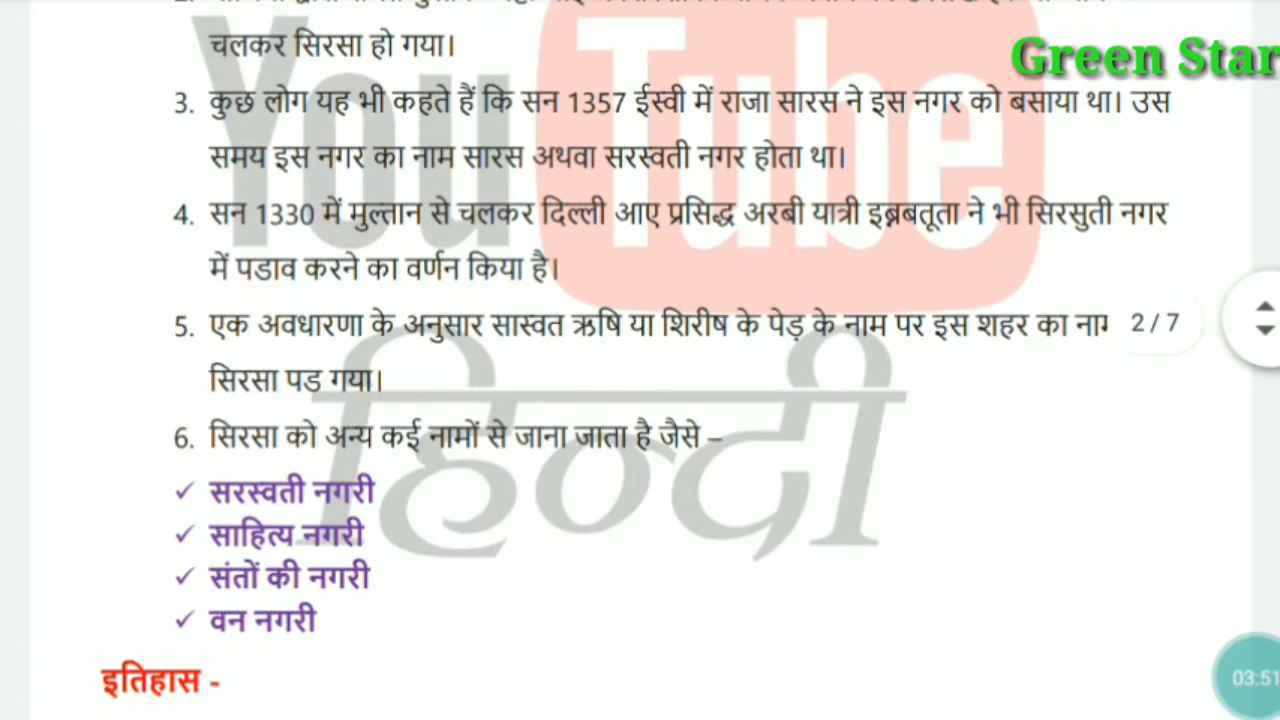 चलकर सिरसा हो गया।
Green Star
3. कुछ लोग यह भी कहते हैं कि सन 1357 ईस्वी में राजा सारस ने इस नगर को बसाया था। उस
समय इस नगर का नाम सारस अथवा सरस्वती नगर होता था।
4. सन 1330 में मुल्तान से चलकर दिल्ली आए प्रसिद्ध अरबी यात्री इब्नबतूता ने भी सिरसुती नगर
में पडाव करने का वर्णन किया है।
5. एक अवधारणा के अनुसार सास्वत ऋषि या शिरीष के पेड़ के नाम पर इस शहर का नाम
2 / 7
सिरसा पड गया।
6. सिरसा को अन्य कई नामों से जाना जाता है जैसे –
✓ सरस्वती नगरी
✓ साहित्य नगरी
✓ संतों की नगरी
✓ वन नगरी
इतिहास -
03:51
YouTube
हिन्दी